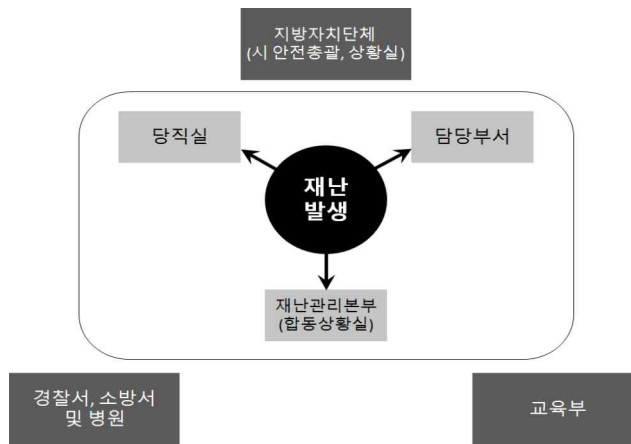 지방자치단체
(시 안전총괄, 상황실)
당직실
담당부서
재난
발생
재난관리본부
(합동상황실)
경찰서, 소방서
및 병원
교육부